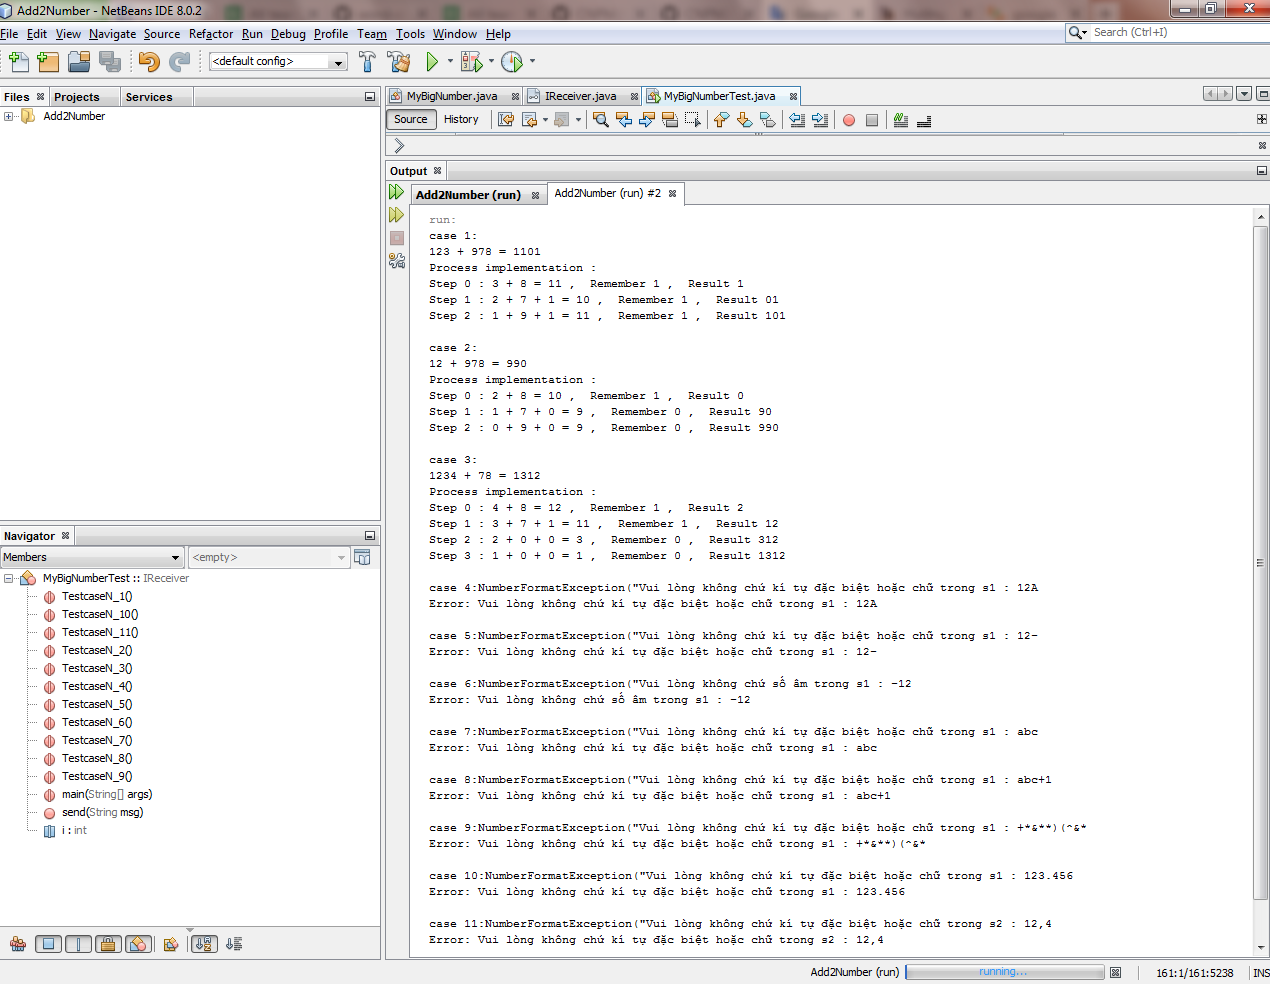 Add2Number - NetBeans IDE 8.0.2
File Edit View Navigate Source Refactor Run Debug Profile Team Tools Window Help
Search (Ctrl+I)
<default config>
Files Projects Services
Add2Number
MyBigNumber.java IReceiver.java MyBigNumberTest.java
Source History
Output
Add2Number (run) Add2Number (run) #2
run:
case 1:
123 + 978 = 1101
Process implementation :
Step 0 : 3 + 8 = 11 , Remember 1 , Result 1
Step 1 : 2 + 7 + 1 = 10 , Remember 1 , Result 01
Step 2 : 1 + 9 + 1 = 11 , Remember 1 , Result 101
case 2:
12 + 978 = 990
Process implementation :
Step 0 : 2 + 8 = 10 , Remember 1 , Result 0
Step 1 : 1 + 7 + 0 = 9 , Remember 0 , Result 90
Step 2 : 0 + 9 + 0 = 9 , Remember 0 , Result 990
case 3:
1234 + 78 = 1312
Process implementation :
Step 0 : 4 + 8 = 12 , Remember 1 , Result 2
Step 1 : 3 + 7 + 1 = 11 , Remember 1 , Result 12
Step 2 : 2 + 0 + 0 = 3 , Remember 0 , Result 312
Step 3 : 1 + 0 + 0 = 1 , Remember 0 , Result 1312
case 4:NumberFormatException("Vui lòng không chứ kí tự đặc biệt hoặc chữ trong s1 : 12A
Error: Vui lòng không chứ kí tự đặc biệt hoặc chữ trong s1 : 12A
case 5:NumberFormatException("Vui lòng không chứ kí tự đặc biệt hoặc chữ trong s1 : 12-
Error: Vui lòng không chứ kí tự đặc biệt hoặc chữ trong s1 : 12-
case 6:NumberFormatException("Vui lòng không chứ số âm trong s1 : -12
Error: Vui lòng không chứ số âm trong s1 : -12
case 7:NumberFormatException("Vui lòng không chứ kí tự đặc biệt hoặc chữ trong s1 : abc
Error: Vui lòng không chứ kí tự đặc biệt hoặc chữ trong s1 : abc
case 8:NumberFormatException("Vui lòng không chứ kí tự đặc biệt hoặc chữ trong s1 : abc+1
Error: Vui lòng không chứ kí tự đặc biệt hoặc chữ trong s1 : abc+1
case 9:NumberFormatException("Vui lòng không chứ kí tự đặc biệt hoặc chữ trong s1 : +*&**)(^&*
Error: Vui lòng không chứ kí tự đặc biệt hoặc chữ trong s1 : +*&**)(^&*
case 10:NumberFormatException("Vui lòng không chứ kí tự đặc biệt hoặc chữ trong s1 : 123.456
Error: Vui lòng không chứ kí tự đặc biệt hoặc chữ trong s1 : 123.456
case 11:NumberFormatException("Vui lòng không chứ kí tự đặc biệt hoặc chữ trong s2 : 12,4
Error: Vui lòng không chứ kí tự đặc biệt hoặc chữ trong s2 : 12,4
Navigator
Members <empty>
MyBigNumberTest :: IReceiver
TestcaseN_1()
TestcaseN_10()
TestcaseN_11()
TestcaseN_2()
TestcaseN_3()
TestcaseN_4()
TestcaseN_5()
TestcaseN_6()
TestcaseN_7()
TestcaseN_8()
TestcaseN_9()
main(String[] args)
send(String msg)
i : int
Add2Number (run) running... 161:1/161:5238 INS